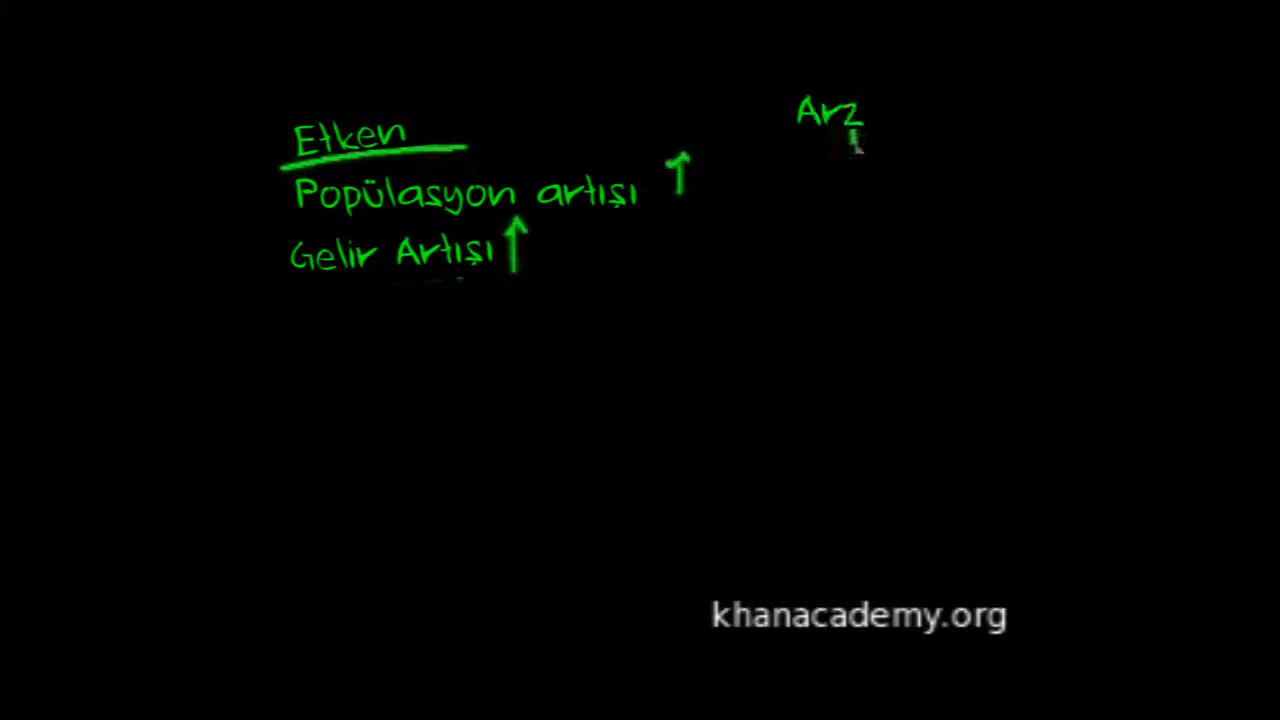 Etken
Arz
Popülasyon artışı ↑
Gelir Artışı ↑
khanacademy.org